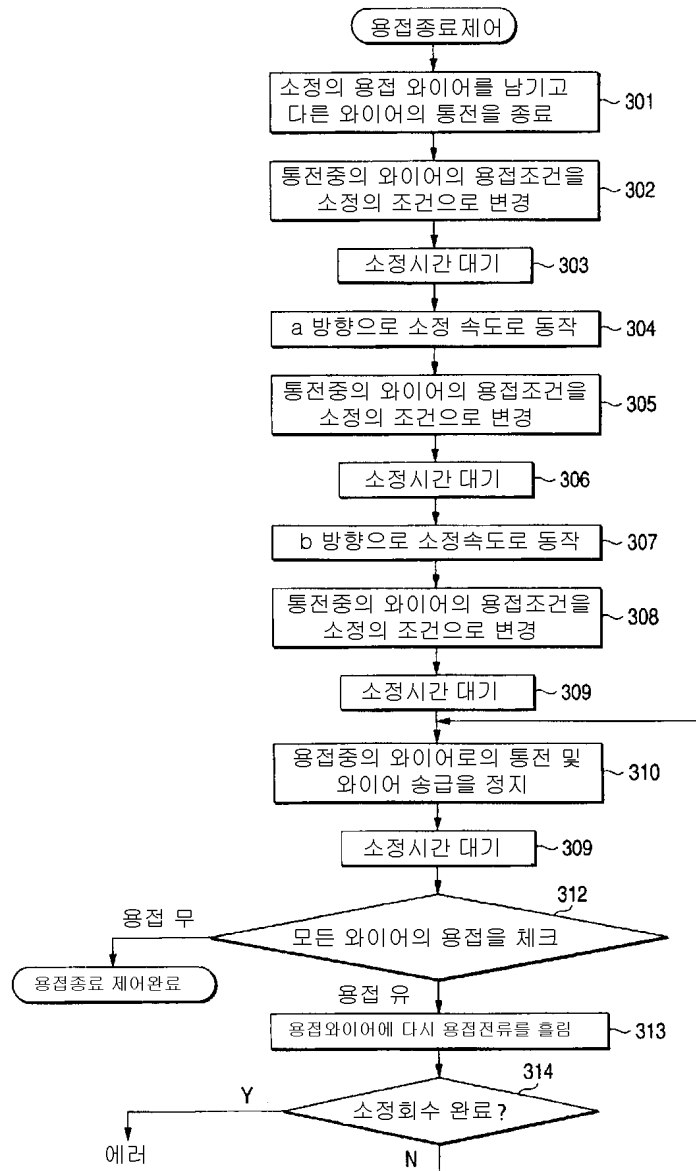 용접종료제어
소정의 용접 와이어를 남기고
다른 와이어의 통전을 종료
301
통전중의 와이어의 용접조건을
소정의 조건으로 변경
302
소정시간 대기
303
a 방향으로 소정 속도로 동작
304
통전중의 와이어의 용접조건을
소정의 조건으로 변경
305
소정시간 대기
306
b 방향으로 소정속도로 동작
307
통전중의 와이어의 용접조건을
소정의 조건으로 변경
308
소정시간 대기
309
용접중의 와이어로의 통전 및
와이어 송급을 정지
310
소정시간 대기
309
312
용접 무
모든 와이어의 용접을 체크
용접종료 제어완료
용접 유
용접와이어에 다시 용접전류를 흘림
313
314
Y
소정회수 완료?
에러
N